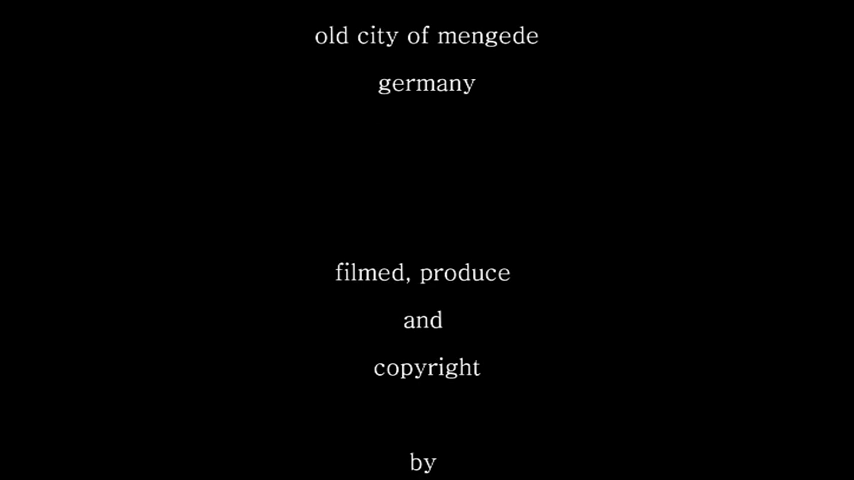 old city of mengede
germany
filmed, produce
and
copyright
by